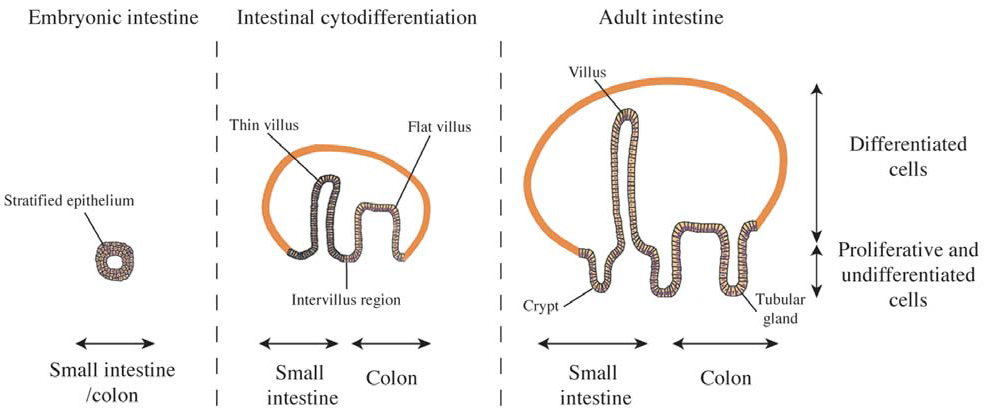 Embryonic intestine
Intestinal cytodifferentiation
Adult intestine
Villus
Thin villus
Flat villus
Differentiated
cells
Stratified epithelium
Proliferative and
undifferentiated
cells
Intervillus region
Crypt
Tubular
gland
Small intestine
/colon
Small
intestine
Colon
Small
intestine
Colon